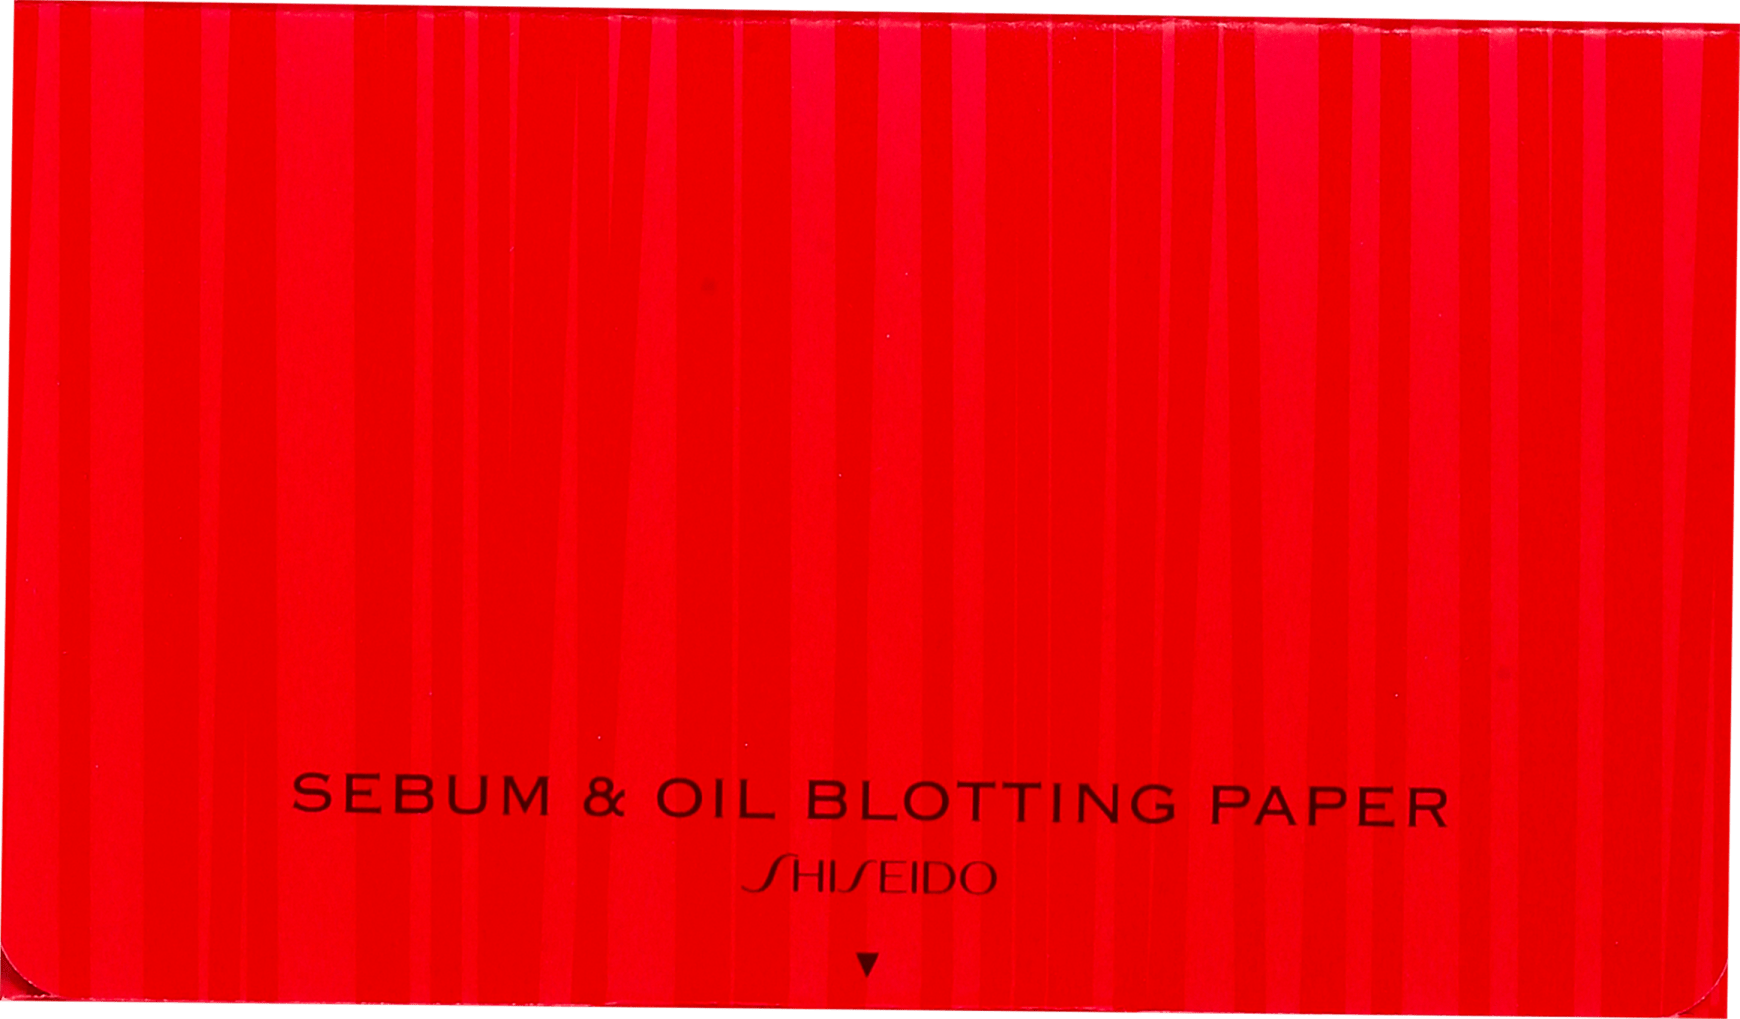 SEBUM & OIL BLOTTING PAPER
SHISEIDO